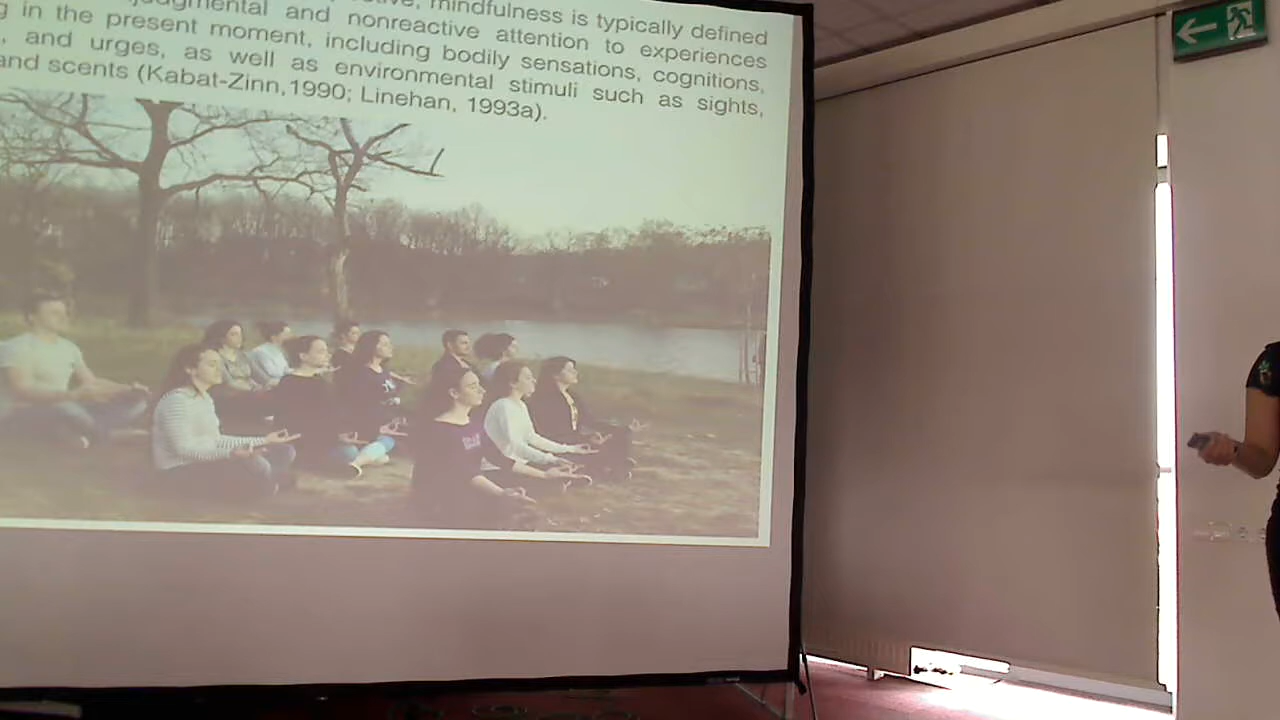 mindfulness is typically defined
and nonreactive attention to experiences
in the present moment, including bodily sensations, cognitions,
and urges, as well as environmental stimuli such as sights,
and scents (Kabat-Zinn,1990; Linehan, 1993a).